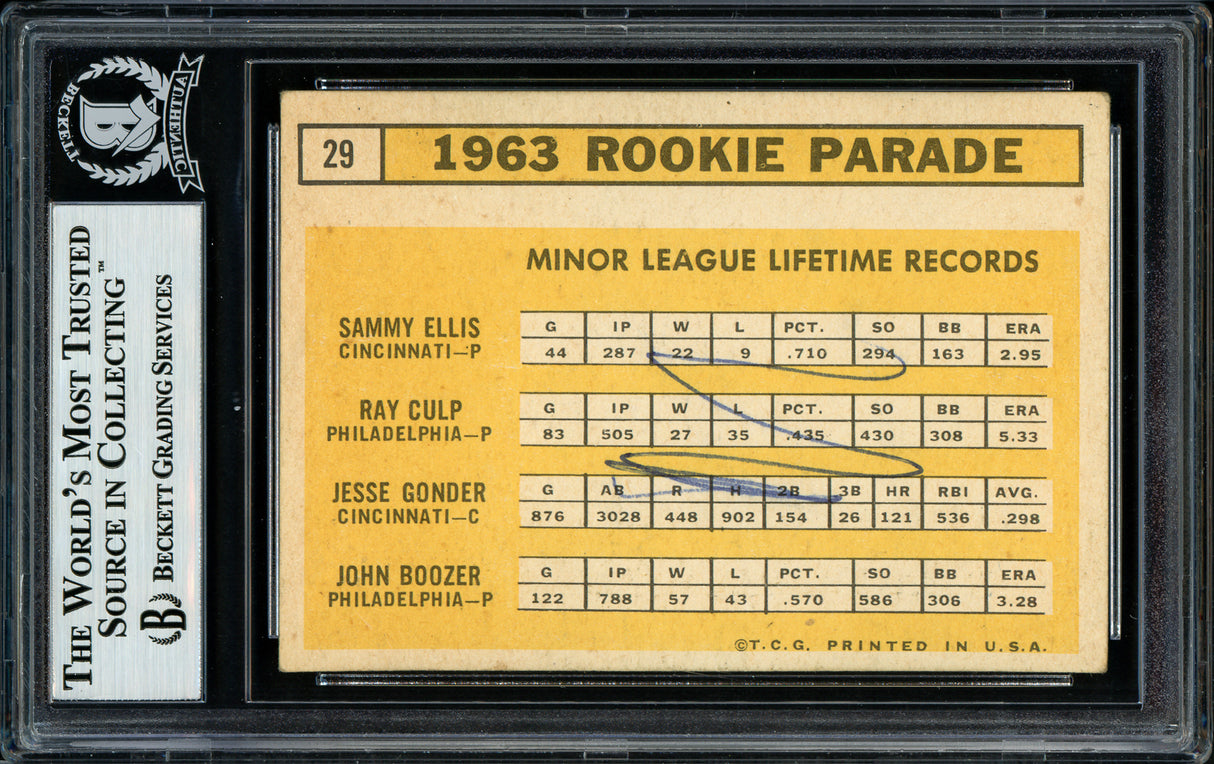 BECKETT
AUTHENTIC
B
THE WORLD'S MOST TRUSTED
SOURCE IN COLLECTING™
B BECKETT GRADING SERVICES
29 1963 ROOKIE PARADE
MINOR LEAGUE LIFETIME RECORDS
SAMMY ELLIS
CINCINNATI—P
G IP W L PCT. SO BB ERA
44 287 22 9 .710 294 163 2.95
RAY CULP
PHILADELPHIA—P
G IP W L PCT. SO BB ERA
83 505 27 35 .435 430 308 5.33
JESSE GONDER
CINCINNATI—C
G AB R H 2B 3B HR RBI AVG.
876 3028 448 902 154 26 121 536 .298
JOHN BOOZER
PHILADELPHIA—P
G IP W L PCT. SO BB ERA
122 788 57 43 .570 586 306 3.28
©T.C.G. PRINTED IN U.S.A.